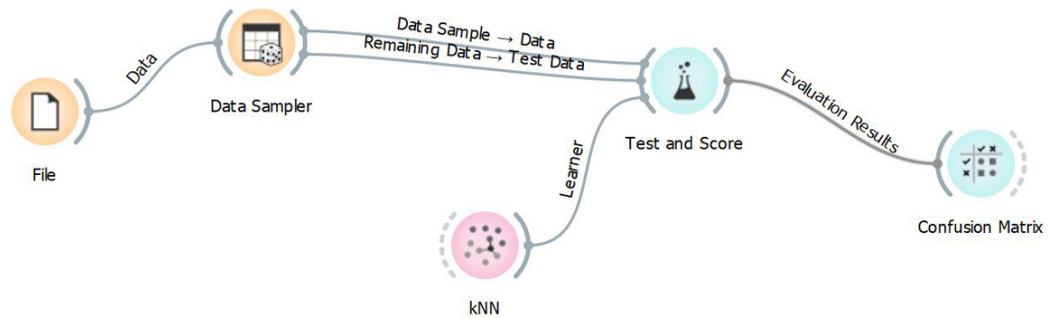 Data Sample → Data
Remaining Data → Test Data
Data
Data Sampler
Evaluation Results
Test and Score
File
Learner
Confusion Matrix
kNN